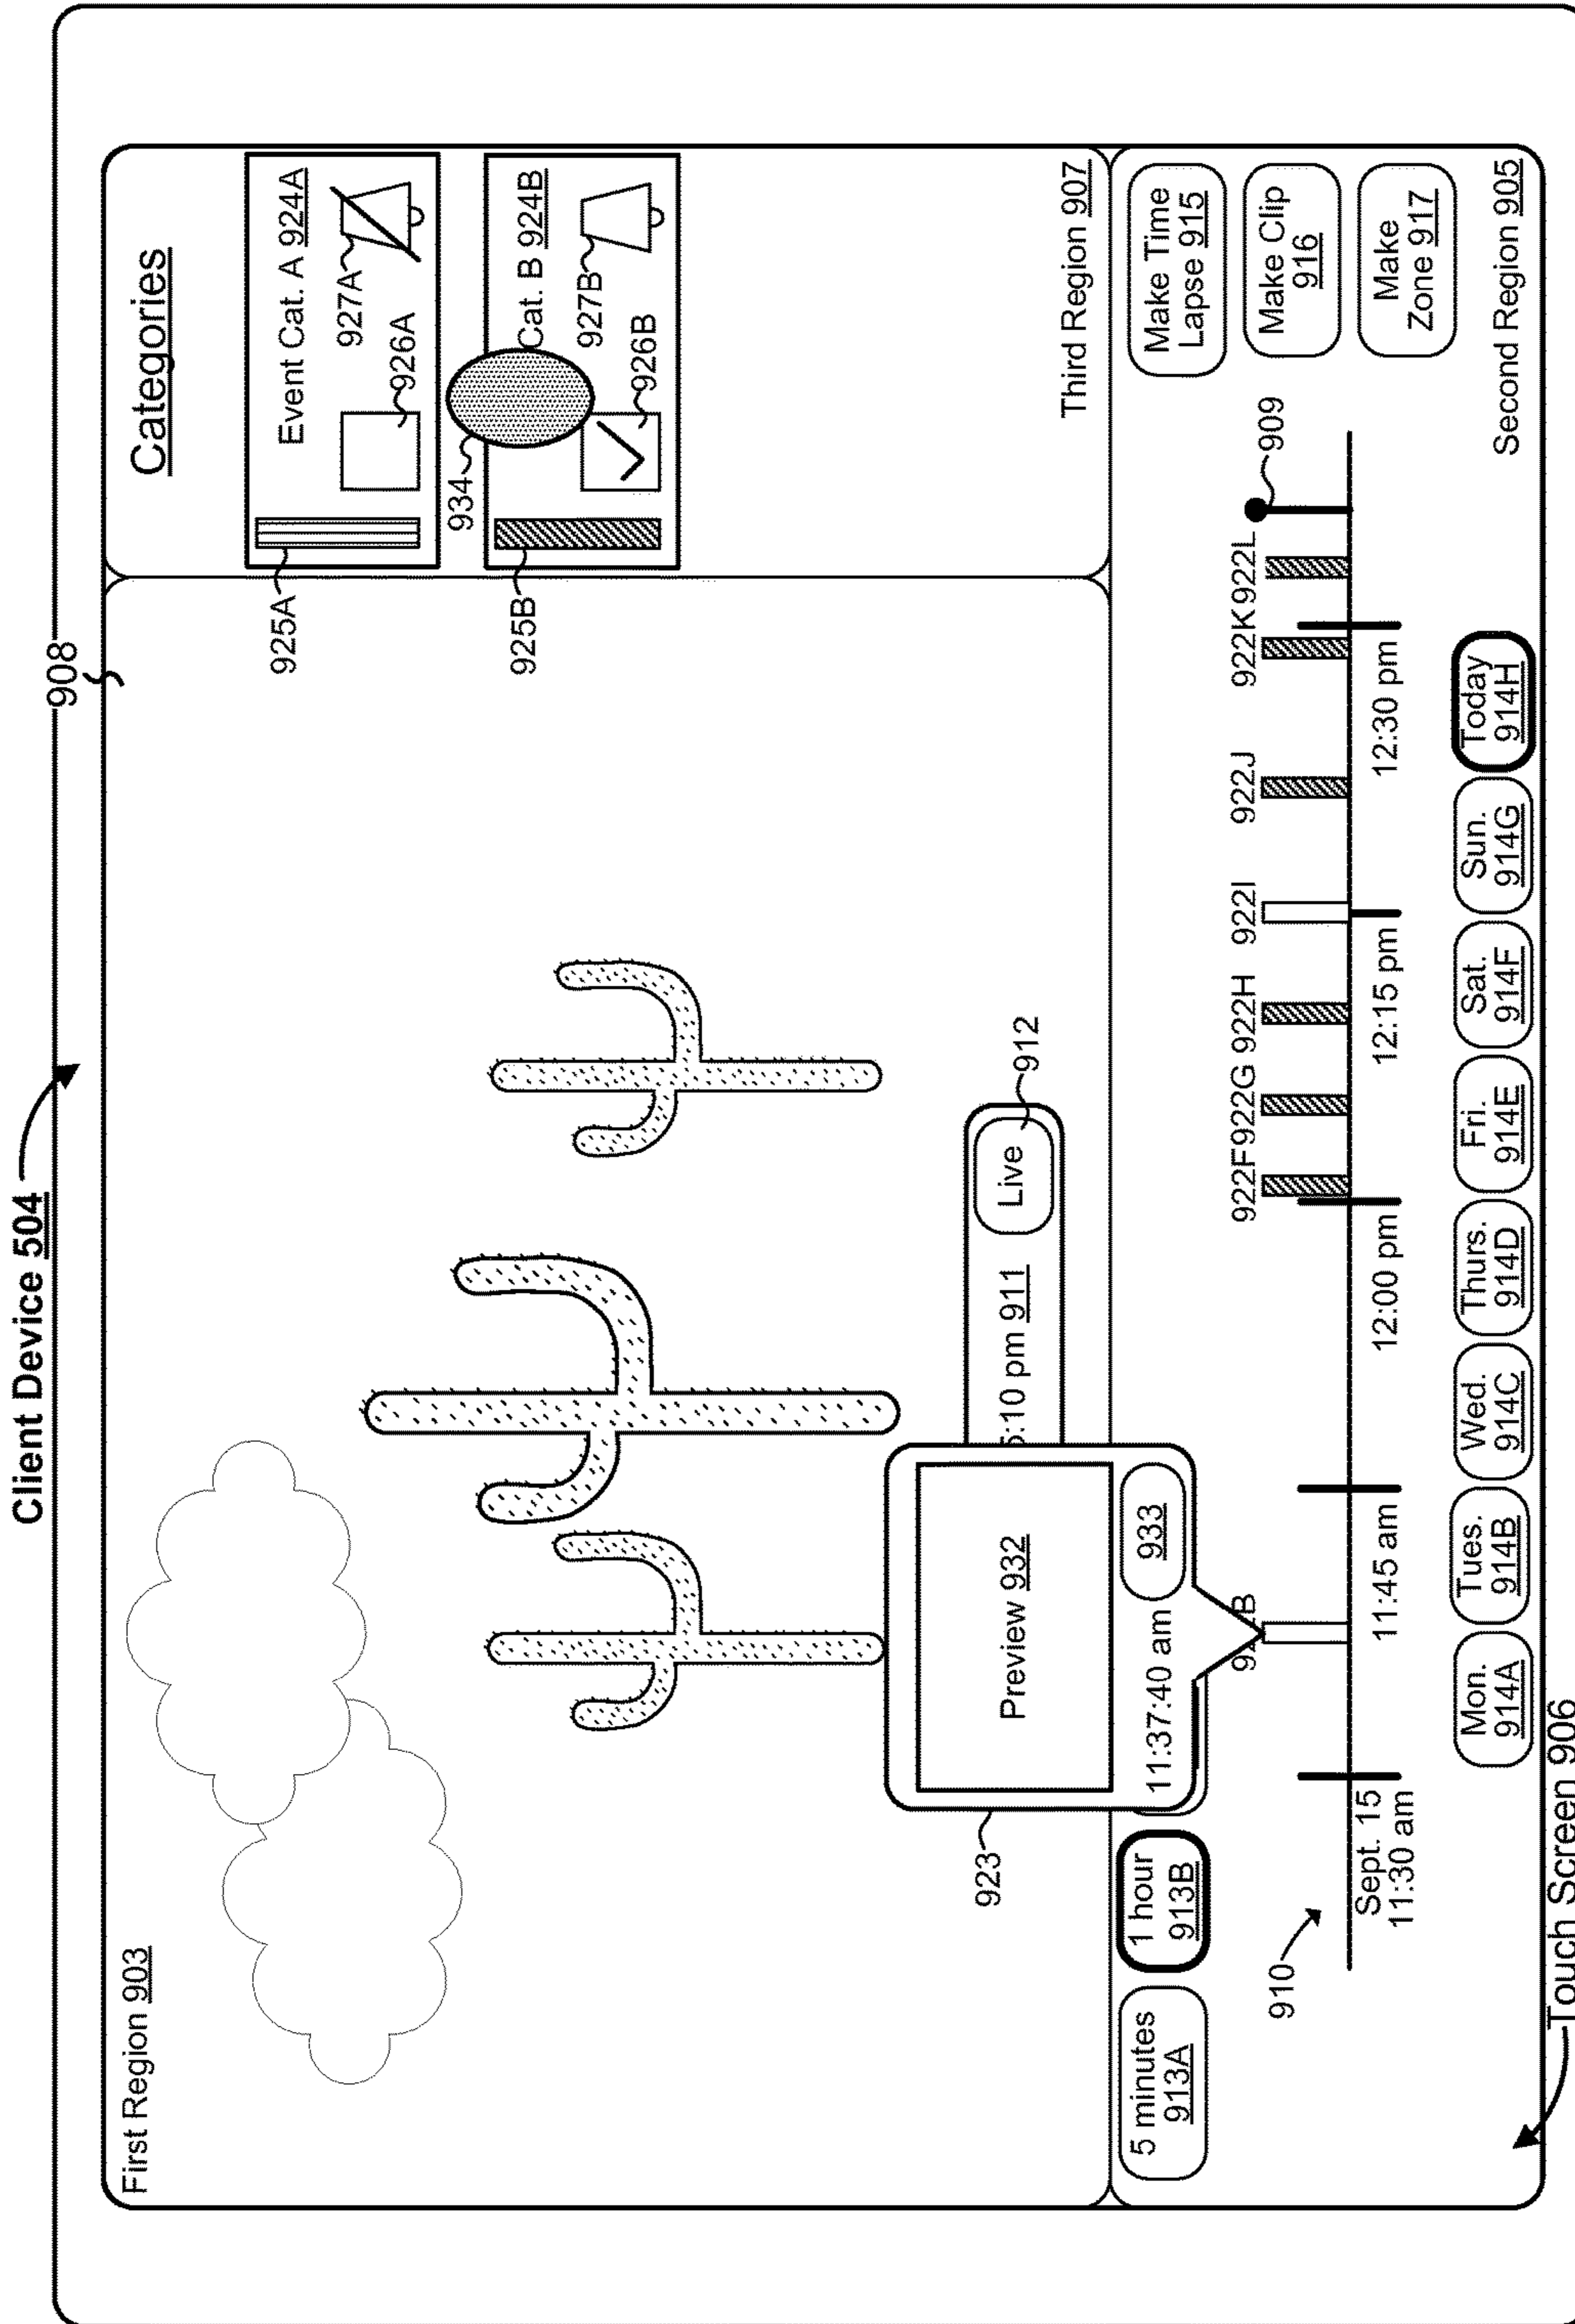 Client Device 504
908
First Region 903
Categories
Event Cat. A 924A
925A
926A
927A
934
Cat. B 924B
925B
926B
927B
Third Region 907
:10 pm 911
Live
912
923
Preview 932
11:37:40 am
933
5 minutes
913A
1 hour
913B
Make Time
Lapse 915
Make Clip
916
Make
Zone 917
910
922F
922G
922H
922I
922J
922K
922L
909
Sept. 15
11:30 am
11:45 am
12:00 pm
12:15 pm
12:30 pm
Mon.
914A
Tues.
914B
Wed.
914C
Thurs.
914D
Fri.
914E
Sat.
914F
Sun.
914G
Today
914H
Second Region 905
Touch Screen 906